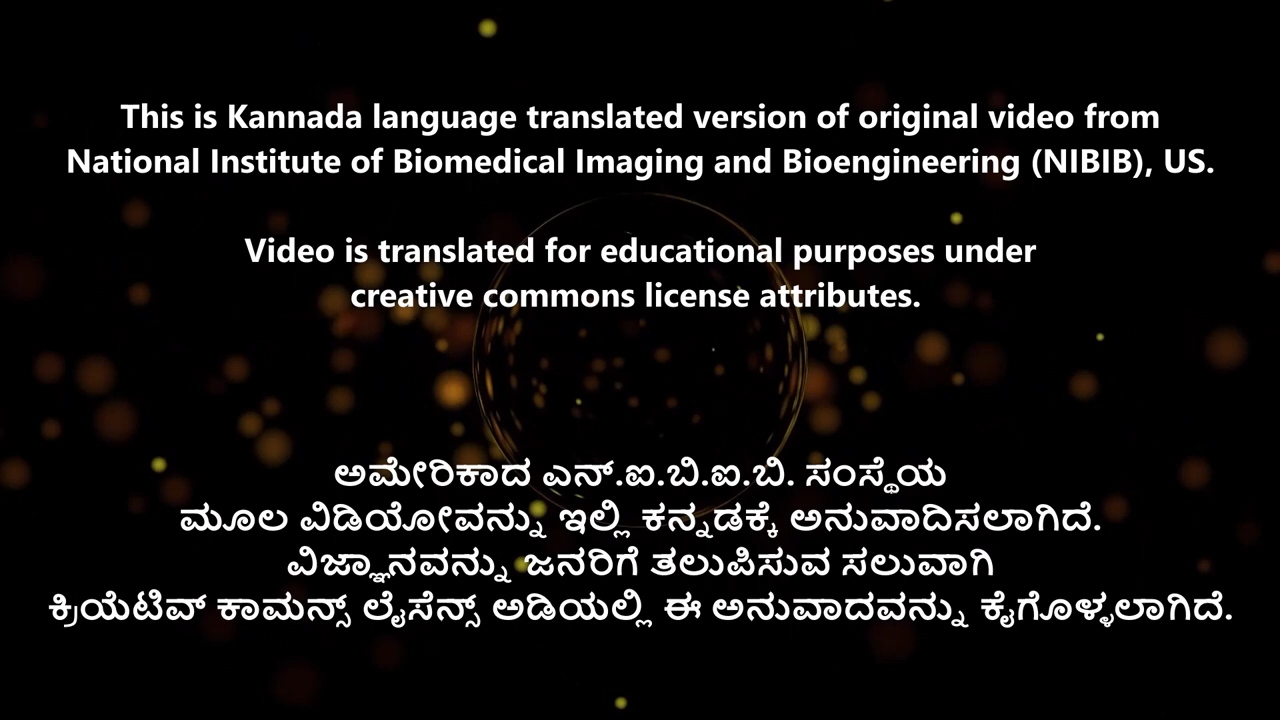 This is Kannada language translated version of original video from
National Institute of Biomedical Imaging and Bioengineering (NIBIB), US.
Video is translated for educational purposes under
creative commons license attributes.
ಅಮೇರಿಕಾದ ಎನ್.ಐ.ಬಿ.ಐ.ಬಿ. ಸಂಸ್ಥೆಯ
ಮೂಲ ವಿಡಿಯೋವನ್ನು ಇಲ್ಲಿ ಕನ್ನಡಕ್ಕೆ ಅನುವಾದಿಸಲಾಗಿದೆ.
ವಿಜ್ಞಾನವನ್ನು ಜನರಿಗೆ ತಲುಪಿಸುವ ಸಲುವಾಗಿ
ಕ್ರಿಯೆಟಿವ್ ಕಾಮನ್ಸ್ ಲೈಸೆನ್ಸ್ ಅಡಿಯಲ್ಲಿ ಈ ಅನುವಾದವನ್ನು ಕೈಗೊಳ್ಳಲಾಗಿದೆ.